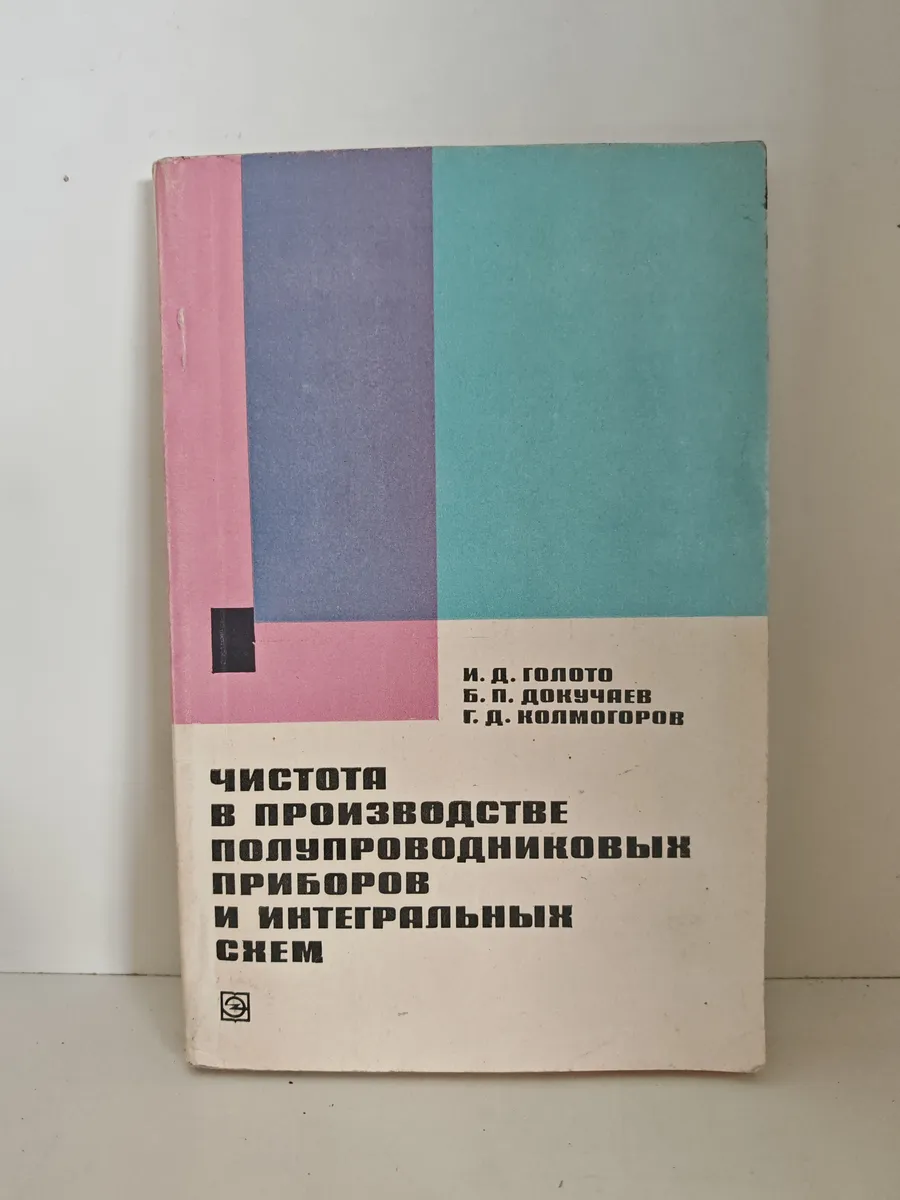 И. Д. ГОЛОТО
Б. П. ДОКУЧАЕВ
Г. Д. КОЛМОГОРОВ
ЧИСТОТА
В ПРОИЗВОДСТВЕ
ПОЛУПРОВОДНИКОВЫХ
ПРИБОРОВ
И ИНТЕГРАЛЬНЫХ
СХЕМ